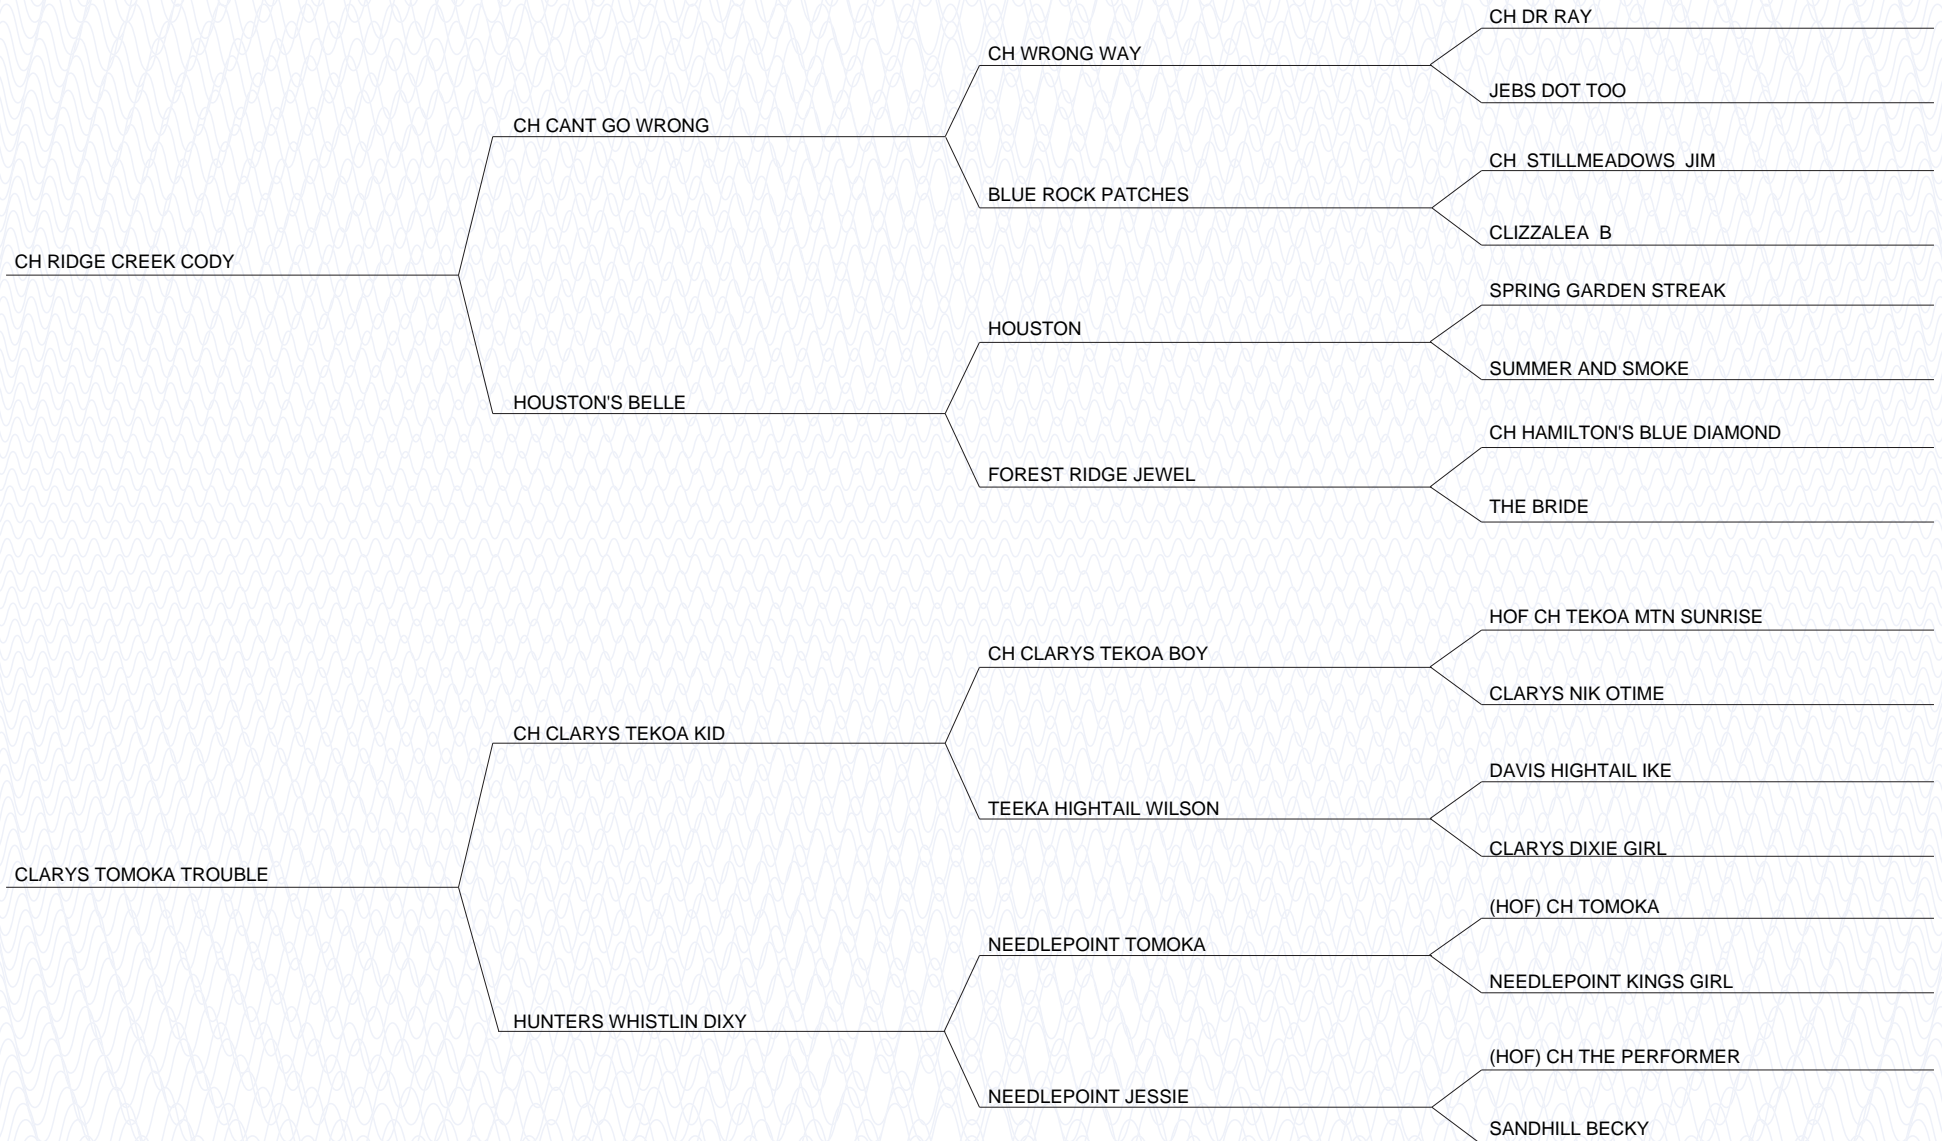 CH DR RAY
CH WRONG WAY
JEBS DOT TOO
CH CANT GO WRONG
CH  STILLMEADOWS  JIM
BLUE ROCK PATCHES
CLIZZALEA  B
CH RIDGE CREEK CODY
SPRING GARDEN STREAK
HOUSTON
SUMMER AND SMOKE
HOUSTON'S BELLE
CH HAMILTON'S BLUE DIAMOND
FOREST RIDGE JEWEL
THE BRIDE
HOF CH TEKOA MTN SUNRISE
CH CLARYS TEKOA BOY
CLARYS NIK OTIME
CH CLARYS TEKOA KID
DAVIS HIGHTAIL IKE
TEEKA HIGHTAIL WILSON
CLARYS DIXIE GIRL
CLARYS TOMOKA TROUBLE
(HOF) CH TOMOKA
NEEDLEPOINT TOMOKA
NEEDLEPOINT KINGS GIRL
HUNTERS WHISTLIN DIXY
(HOF) CH THE PERFORMER
NEEDLEPOINT JESSIE
SANDHILL BECKY